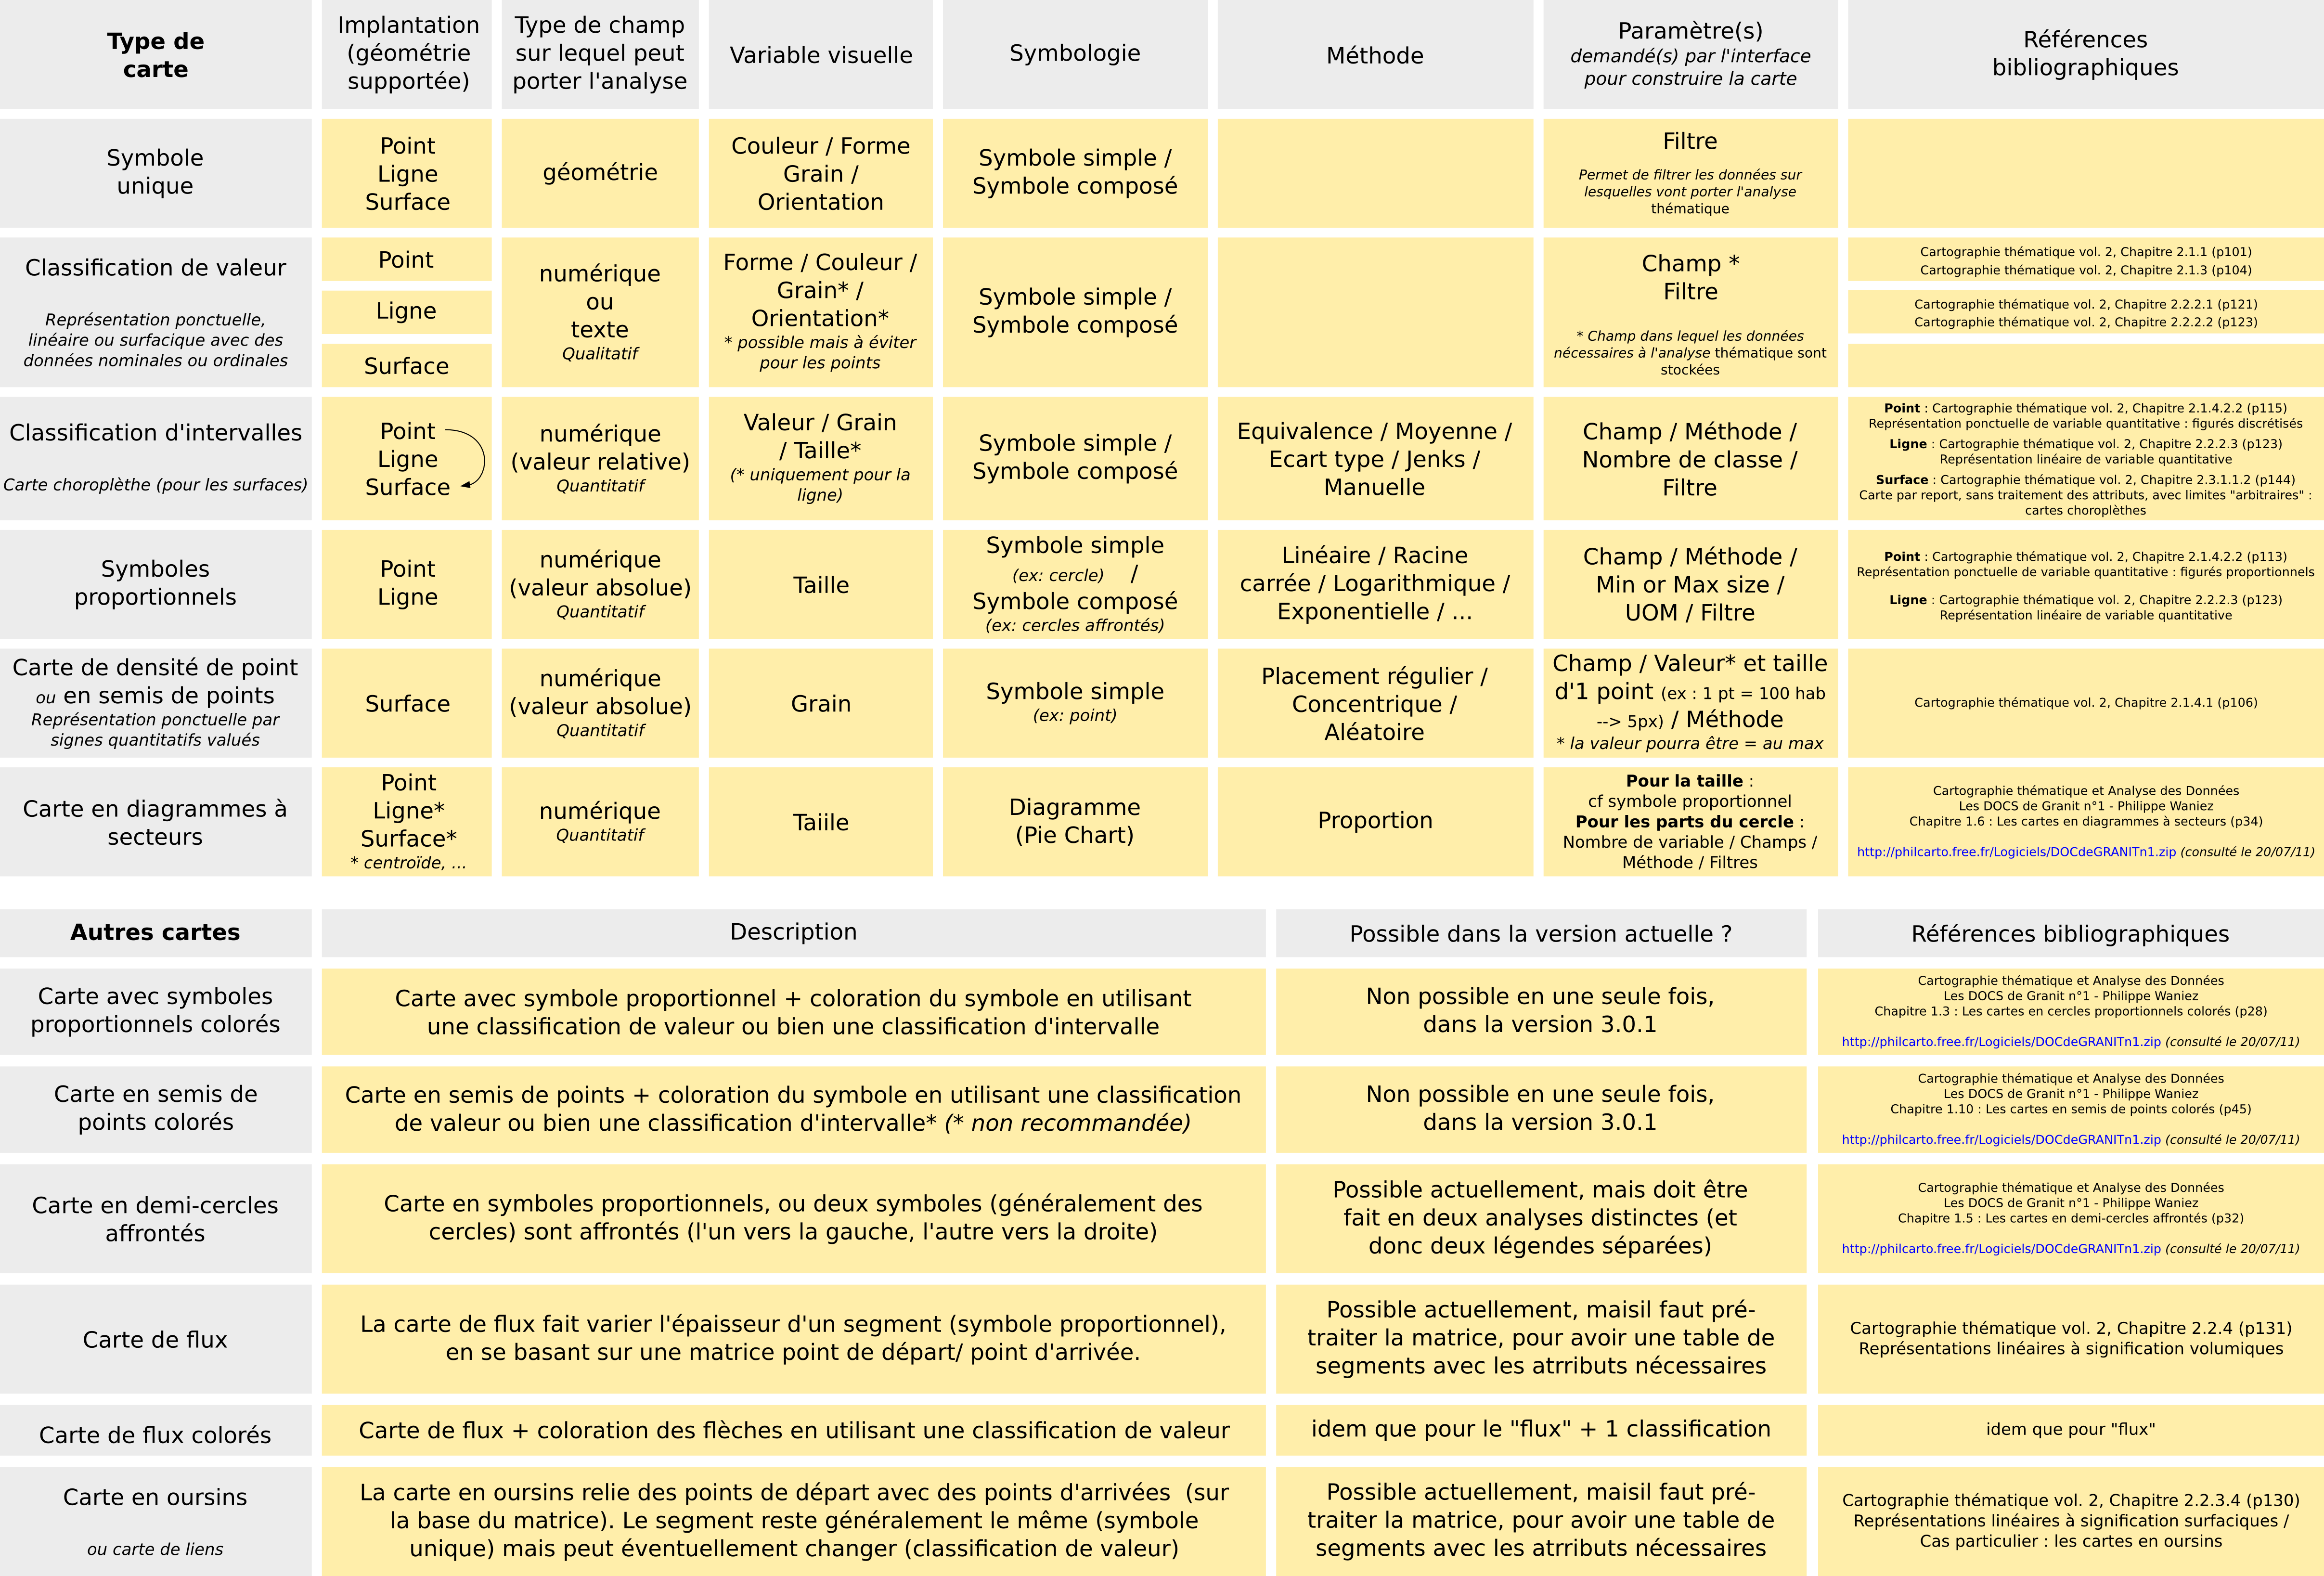 Type de
carte
Implantation
(géométrie
supportée)
Type de champ
sur lequel peut
porter l'analyse
Variable visuelle
Symbologie
Méthode
Paramètre(s)
demandé(s) par l'interface
pour construire la carte
Références
bibliographiques
Symbole
unique
Point
Ligne
Surface
géométrie
Couleur / Forme
Grain /
Orientation
Symbole simple /
Symbole composé
Filtre
Permet de filtrer les données sur
lesquelles vont porter l'analyse
thématique
Classification de valeur
Représentation ponctuelle,
linéaire ou surfacique avec des
données nominales ou ordinales
Point
Ligne
Surface
numérique
ou
texte
Qualitatif
Forme / Couleur /
Grain* /
Orientation*
* possible mais à éviter
pour les points
Symbole simple /
Symbole composé
Champ *
Filtre
* Champ dans lequel les données
nécessaires à l'analyse thématique sont
stockées
Cartographie thématique vol. 2, Chapitre 2.1.1 (p101)
Cartographie thématique vol. 2, Chapitre 2.1.3 (p104)
Cartographie thématique vol. 2, Chapitre 2.2.2.1 (p121)
Cartographie thématique vol. 2, Chapitre 2.2.2.2 (p123)
Classification d'intervalles
Carte choroplèthe (pour les surfaces)
Point
Ligne
Surface
numérique
(valeur relative)
Quantitatif
Valeur / Grain
/ Taille*
(* uniquement pour la
ligne)
Symbole simple /
Symbole composé
Equivalence / Moyenne /
Ecart type / Jenks /
Manuelle
Champ / Méthode /
Nombre de classe /
Filtre
Point : Cartographie thématique vol. 2, Chapitre 2.1.4.2.2 (p115)
Représentation ponctuelle de variable quantitative : figurés discrétisés
Ligne : Cartographie thématique vol. 2, Chapitre 2.2.2.3 (p123)
Représentation linéaire de variable quantitative
Surface : Cartographie thématique vol. 2, Chapitre 2.3.1.1.2 (p144)
Carte par report, sans traitement des attributs, avec limites "arbitraires" :
cartes choroplèthes
Symboles
proportionnels
Point
Ligne
numérique
(valeur absolue)
Quantitatif
Taille
Symbole simple
(ex: cercle) /
Symbole composé
(ex: cercles affrontés)
Linéaire / Racine
carrée / Logarithmique /
Exponentielle / ...
Champ / Méthode /
Min or Max size /
UOM / Filtre
Point : Cartographie thématique vol. 2, Chapitre 2.1.4.2.2 (p113)
Représentation ponctuelle de variable quantitative : figurés proportionnels
Ligne : Cartographie thématique vol. 2, Chapitre 2.2.2.3 (p123)
Représentation linéaire de variable quantitative
Carte de densité de point
ou en semis de points
Représentation ponctuelle par
signes quantitatifs valués
Surface
numérique
(valeur absolue)
Quantitatif
Grain
Symbole simple
(ex: point)
Placement régulier /
Concentrique /
Aléatoire
Champ / Valeur* et taille
d'1 point (ex : 1 pt = 100 hab
--> 5px) / Méthode
* la valeur pourra être = au max
Cartographie thématique vol. 2, Chapitre 2.1.4.1 (p106)
Carte en diagrammes à
secteurs
Point
Ligne*
Surface*
* centroïde, ...
numérique
Quantitatif
Taiile
Diagramme
(Pie Chart)
Proportion
Pour la taille :
cf symbole proportionnel
Pour les parts du cercle :
Nombre de variable / Champs /
Méthode / Filtres
Cartographie thématique et Analyse des Données
Les DOCS de Granit n°1 - Philippe Waniez
Chapitre 1.6 : Les cartes en diagrammes à secteurs (p34)
http://philcarto.free.fr/Logiciels/DOCdeGRANITn1.zip (consulté le 20/07/11)
Autres cartes
Description
Possible dans la version actuelle ?
Références bibliographiques
Carte avec symboles
proportionnels colorés
Carte avec symbole proportionnel + coloration du symbole en utilisant
une classification de valeur ou bien une classification d'intervalle
Non possible en une seule fois,
dans la version 3.0.1
Cartographie thématique et Analyse des Données
Les DOCS de Granit n°1 - Philippe Waniez
Chapitre 1.3 : Les cartes en cercles proportionnels colorés (p28)
http://philcarto.free.fr/Logiciels/DOCdeGRANITn1.zip (consulté le 20/07/11)
Carte en semis de
points colorés
Carte en semis de points + coloration du symbole en utilisant une classification
de valeur ou bien une classification d'intervalle* (* non recommandée)
Non possible en une seule fois,
dans la version 3.0.1
Cartographie thématique et Analyse des Données
Les DOCS de Granit n°1 - Philippe Waniez
Chapitre 1.10 : Les cartes en semis de points colorés (p45)
http://philcarto.free.fr/Logiciels/DOCdeGRANITn1.zip (consulté le 20/07/11)
Carte en demi-cercles
affrontés
Carte en symboles proportionnels, ou deux symboles (généralement des
cercles) sont affrontés (l'un vers la gauche, l'autre vers la droite)
Possible actuellement, mais doit être
fait en deux analyses distinctes (et
donc deux légendes séparées)
Cartographie thématique et Analyse des Données
Les DOCS de Granit n°1 - Philippe Waniez
Chapitre 1.5 : Les cartes en demi-cercles affrontés (p32)
http://philcarto.free.fr/Logiciels/DOCdeGRANITn1.zip (consulté le 20/07/11)
Carte de flux
La carte de flux fait varier l'épaisseur d'un segment (symbole proportionnel),
en se basant sur une matrice point de départ/ point d'arrivée.
Possible actuellement, maisil faut pré-
traiter la matrice, pour avoir une table de
segments avec les atrributs nécessaires
Cartographie thématique vol. 2, Chapitre 2.2.4 (p131)
Représentations linéaires à signification volumiques
Carte de flux colorés
Carte de flux + coloration des flèches en utilisant une classification de valeur
idem que pour le "flux" + 1 classification
idem que pour "flux"
Carte en oursins
ou carte de liens
La carte en oursins relie des points de départ avec des points d'arrivées (sur
la base du matrice). Le segment reste généralement le même (symbole
unique) mais peut éventuellement changer (classification de valeur)
Possible actuellement, maisil faut pré-
traiter la matrice, pour avoir une table de
segments avec les atrributs nécessaires
Cartographie thématique vol. 2, Chapitre 2.2.3.4 (p130)
Représentations linéaires à signification surfaciques /
Cas particulier : les cartes en oursins